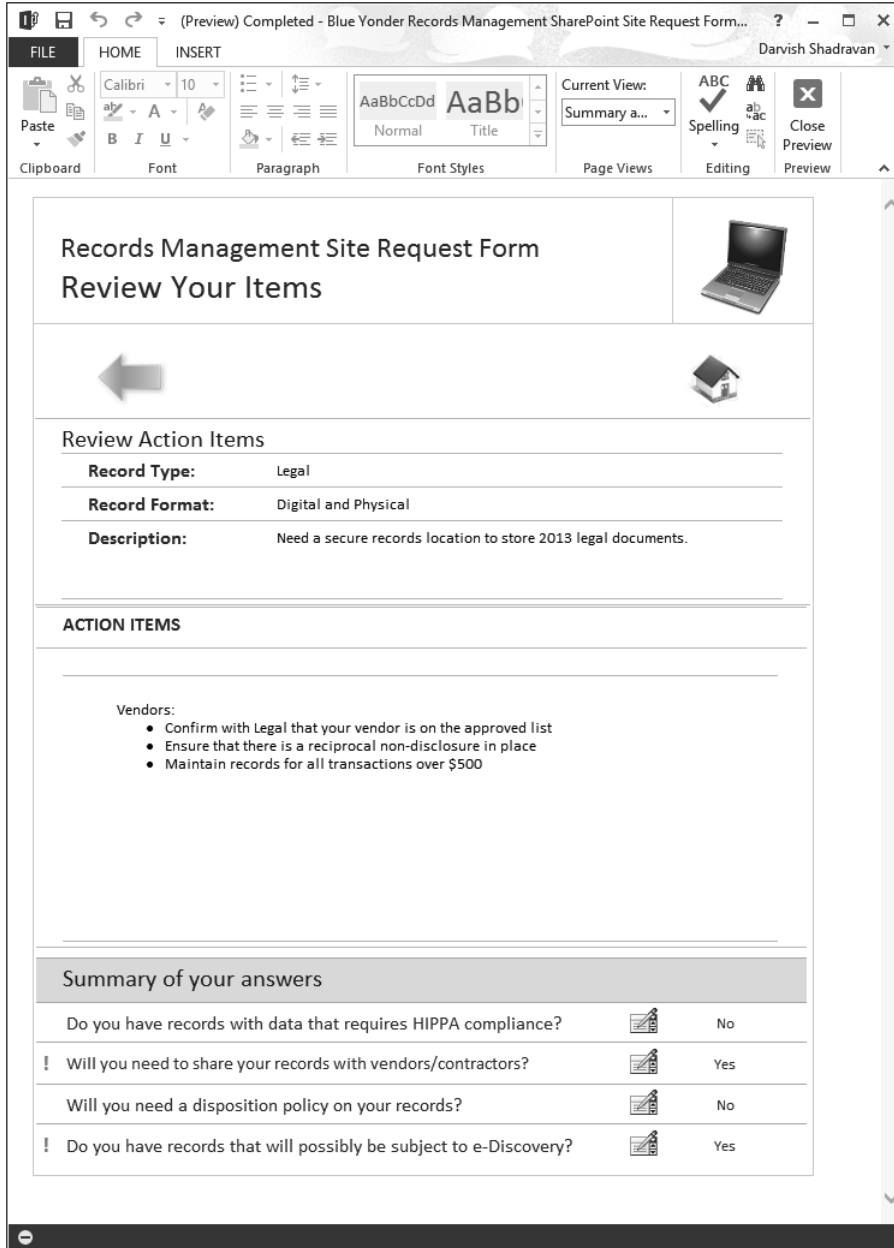 (Preview) Completed - Blue Yonder Records Management SharePoint Site Request Form... ?
FILE HOME INSERT Darvish Shadravan
Calibri 10
Paste
B I U
A
AaBbCcDd AaBb
Normal Title
Current View:
Summary a...
ABC
Spelling
ab
ac
Close
Preview
Clipboard Font Paragraph Font Styles Page Views Editing Preview
Records Management Site Request Form
Review Your Items
Review Action Items
Record Type: Legal
Record Format: Digital and Physical
Description: Need a secure records location to store 2013 legal documents.
ACTION ITEMS
Vendors:
• Confirm with Legal that your vendor is on the approved list
• Ensure that there is a reciprocal non-disclosure in place
• Maintain records for all transactions over $500
Summary of your answers
Do you have records with data that requires HIPPA compliance? No
! Will you need to share your records with vendors/contractors? Yes
Will you need a disposition policy on your records? No
! Do you have records that will possibly be subject to e-Discovery? Yes